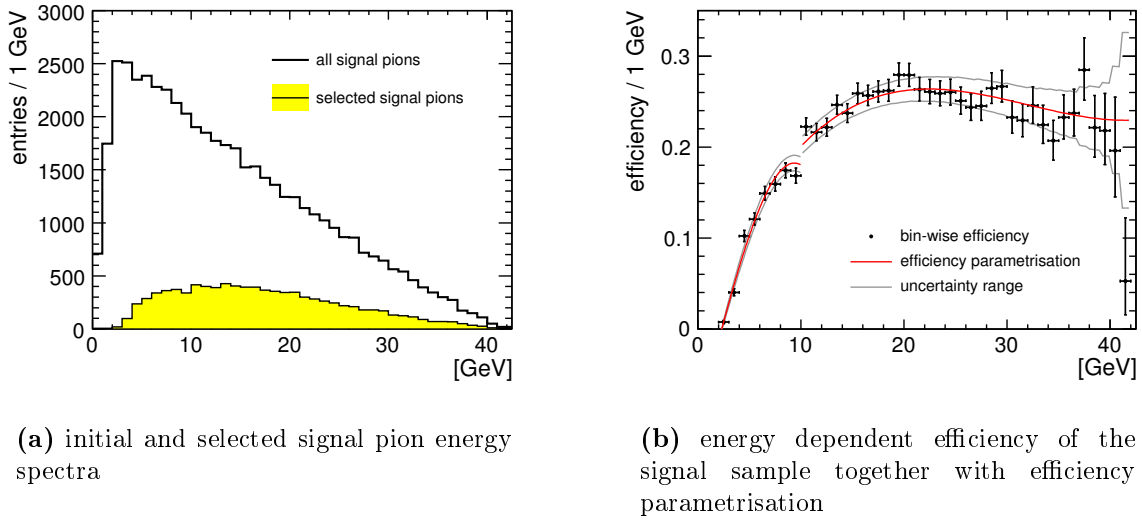 entries / 1 GeV
3000
2500
2000
1500
1000
500
0
all signal pions
selected signal pions
0 10 20 30 40
[GeV]
efficiency / 1 GeV
0.3
0.2
0.1
0
bin-wise efficiency
efficiency parametrisation
uncertainty range
0 10 20 30 40
[GeV]
(a) initial and selected signal pion energy
spectra
(b) energy dependent efficiency of the
signal sample together with efficiency
parametrisation